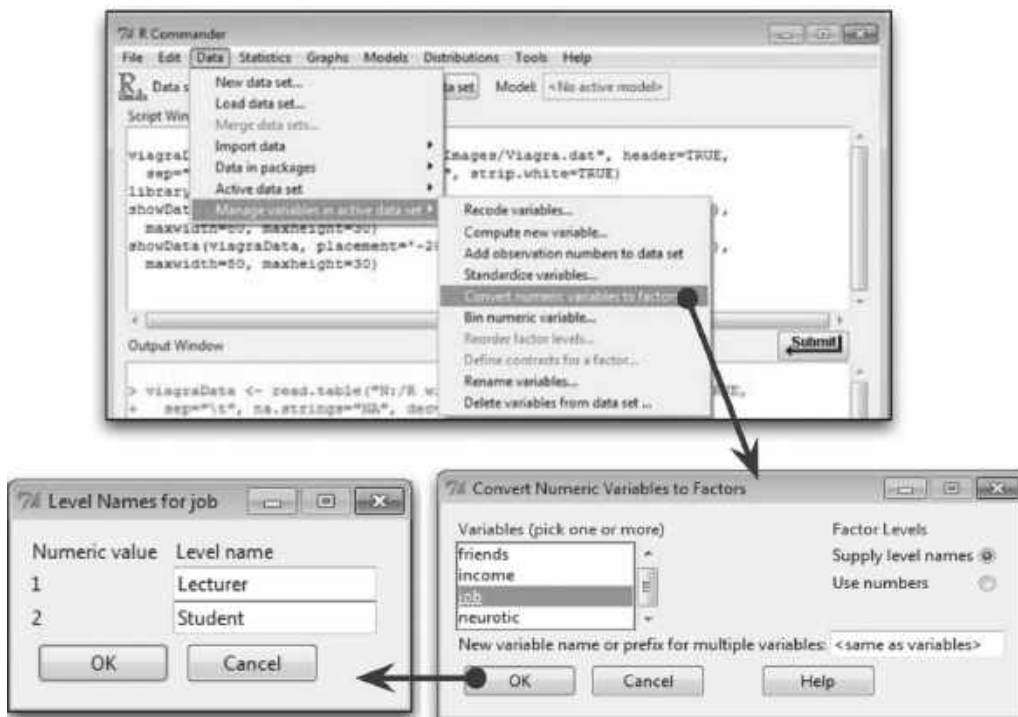 R Commander
File Edit Data Statistics Graphs Models Distributions Tools Help
Data s
New data set...
ta set
Model: <No active model>
Load data set...
Script Win
Merge data sets...
Import data
Data in packages
Active data set
Manage variables in active data set
viagraD
Images/Viagra.dat", header=TRUE,
sep="
", strip.white=TRUE)
library
showDat
maxwidth=80, maxheight=30)
showData(viagraData, placement='-20
maxwidth=80, maxheight=30)
Recode variables...
Compute new variable...
Add observation numbers to data set
Standardize variables...
Convert numeric variables to factors
Bin numeric variable...
Reorder factor levels...
Define contrasts for a factor...
Rename variables...
Delete variables from data set ...
Output Window
Submit
> viagraData <- read.table("N:/R w
+ sep="\t", na.strings="NA", dec
Level Names for job
Numeric value Level name
1 Lecturer
2 Student
OK Cancel
Convert Numeric Variables to Factors
Variables (pick one or more)
friends
income
job
neurotic
Factor Levels
Supply level names
Use numbers
New variable name or prefix for multiple variables: <same as variables>
OK Cancel Help